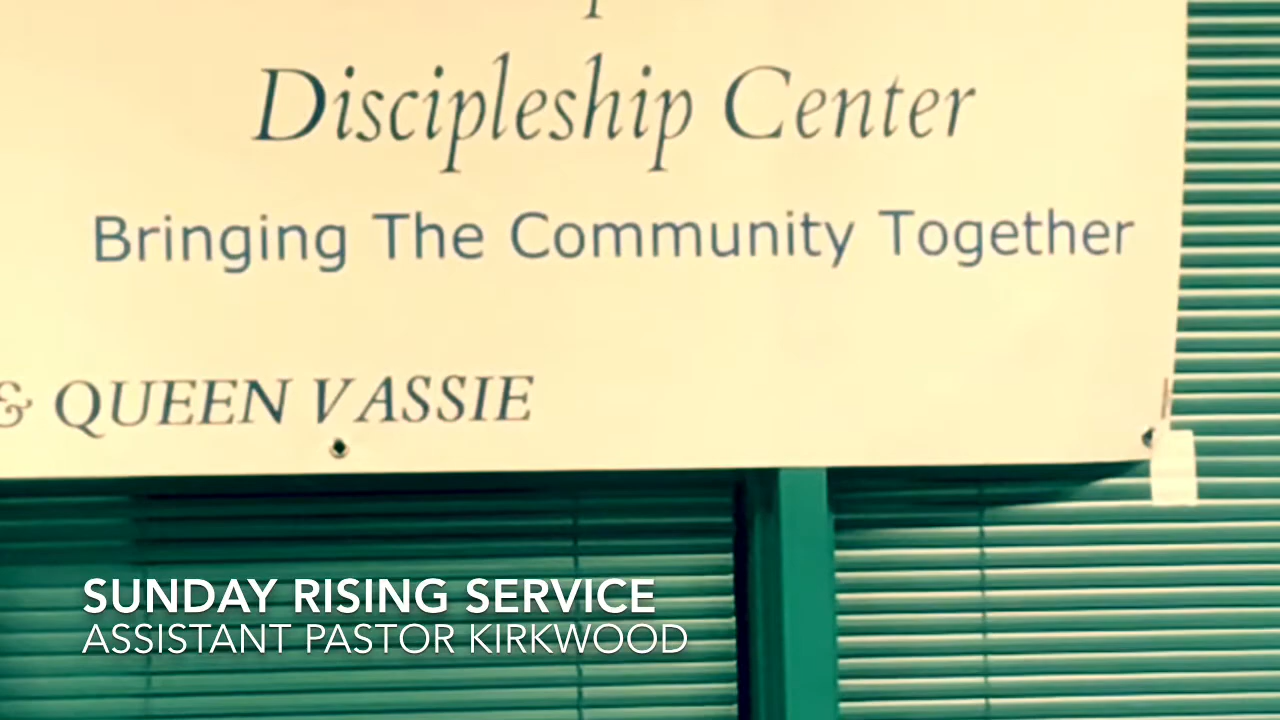 Discipleship Center
Bringing The Community Together
& QUEEN VASSIE
SUNDAY RISING SERVICE
ASSISTANT PASTOR KIRKWOOD